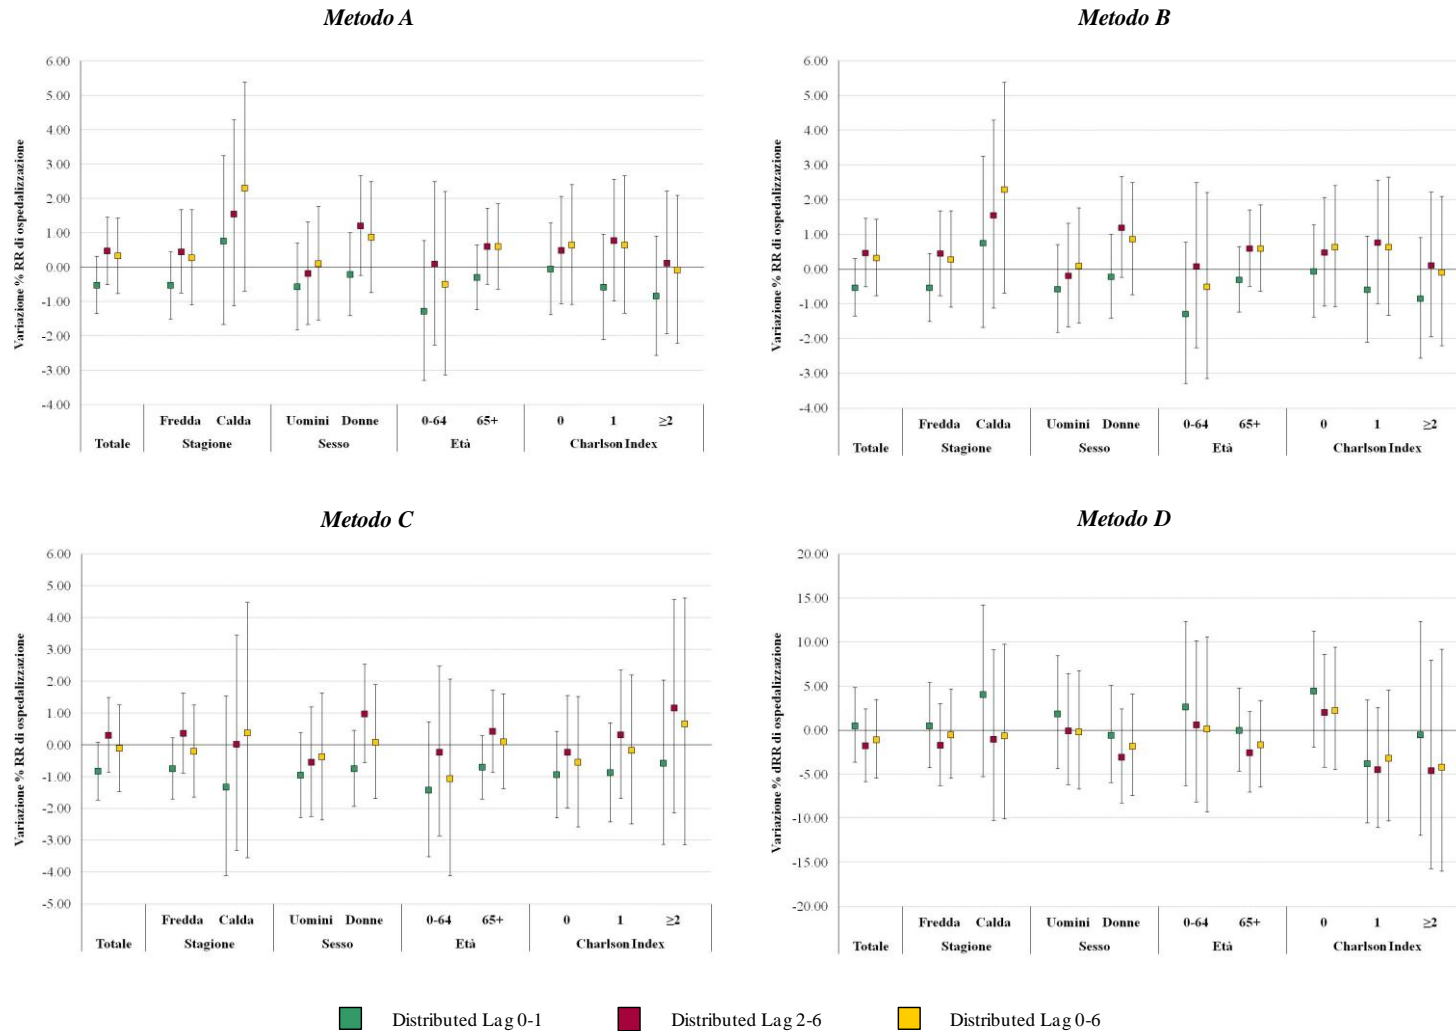 Metodo A
Metodo B
Variazione % RR di ospedalizzazione
6.00
5.00
4.00
3.00
2.00
1.00
0.00
-1.00
-2.00
-3.00
-4.00
Fredda Calda Uomini Donne 0-64 65+ 0 1 ≥2
Totale Stagione Sesso Età Charlson Index
Variazione % RR di ospedalizzazione
6.00
5.00
4.00
3.00
2.00
1.00
0.00
-1.00
-2.00
-3.00
-4.00
Fredda Calda Uomini Donne 0-64 65+ 0 1 ≥2
Totale Stagione Sesso Età Charlson Index
Metodo C
Metodo D
Variazione % RR di ospedalizzazione
6.00
5.00
4.00
3.00
2.00
1.00
0.00
-1.00
-2.00
-3.00
-4.00
-5.00
Fredda Calda Uomini Donne 0-64 65+ 0 1 ≥2
Totale Stagione Sesso Età Charlson Index
Variazione % dRR di ospedalizzazione
20.00
15.00
10.00
5.00
0.00
-5.00
-10.00
-15.00
-20.00
Fredda Calda Uomini Donne 0-64 65+ 0 1 ≥2
Totale Stagione Sesso Età Charlson Index
Distributed Lag 0-1 Distributed Lag 2-6 Distributed Lag 0-6